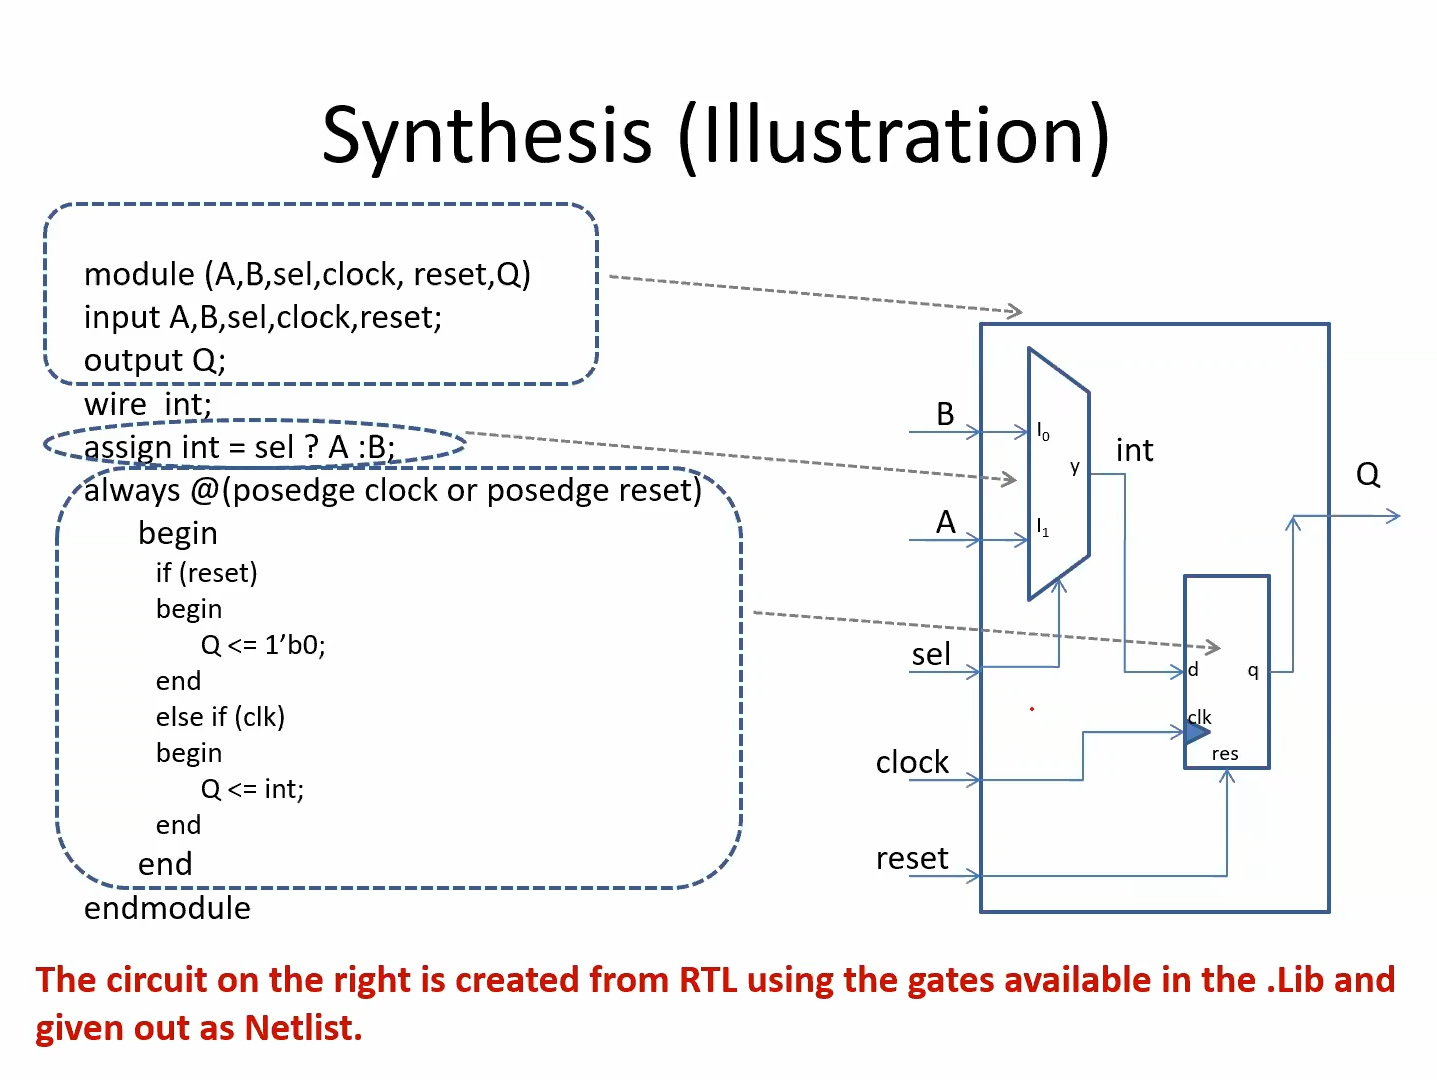 Synthesis (Illustration)
module (A,B,sel,clock, reset,Q)
input A,B,sel,clock,reset;
output Q;
wire  int;
assign int = sel ? A :B;
always @(posedge clock or posedge reset)
begin
if (reset)
begin
Q <= 1’b0;
end
else if (clk)
begin
Q <= int;
end
end
endmodule
B
I0
y
int
Q
A
I1
sel
d
q
clk
res
clock
reset
The circuit on the right is created from RTL using the gates available in the .Lib and
given out as Netlist.